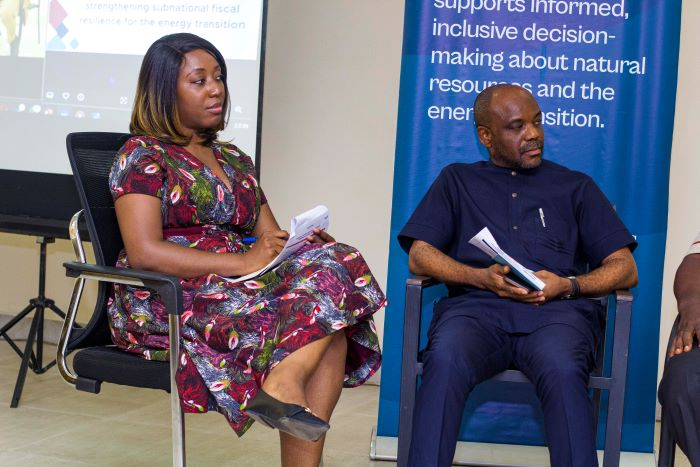 strengthening subnational fiscal
resilience for the energy transition
supports informed,
inclusive decision-
making about natural
resources and the
energy transition.